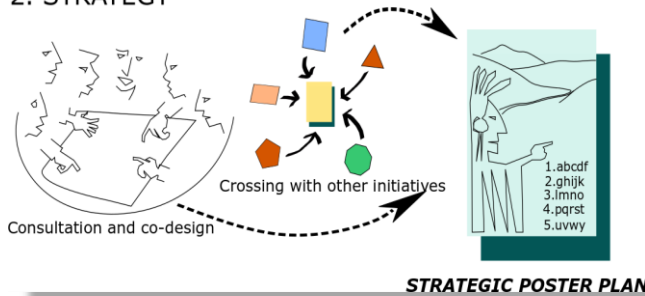 2. STRATEGY
Crossing with other initiatives
Consultation and co-design
1.abcdf
2.ghijk
3.lmno
4.pqrst
5.uvwy
STRATEGIC POSTER PLAN